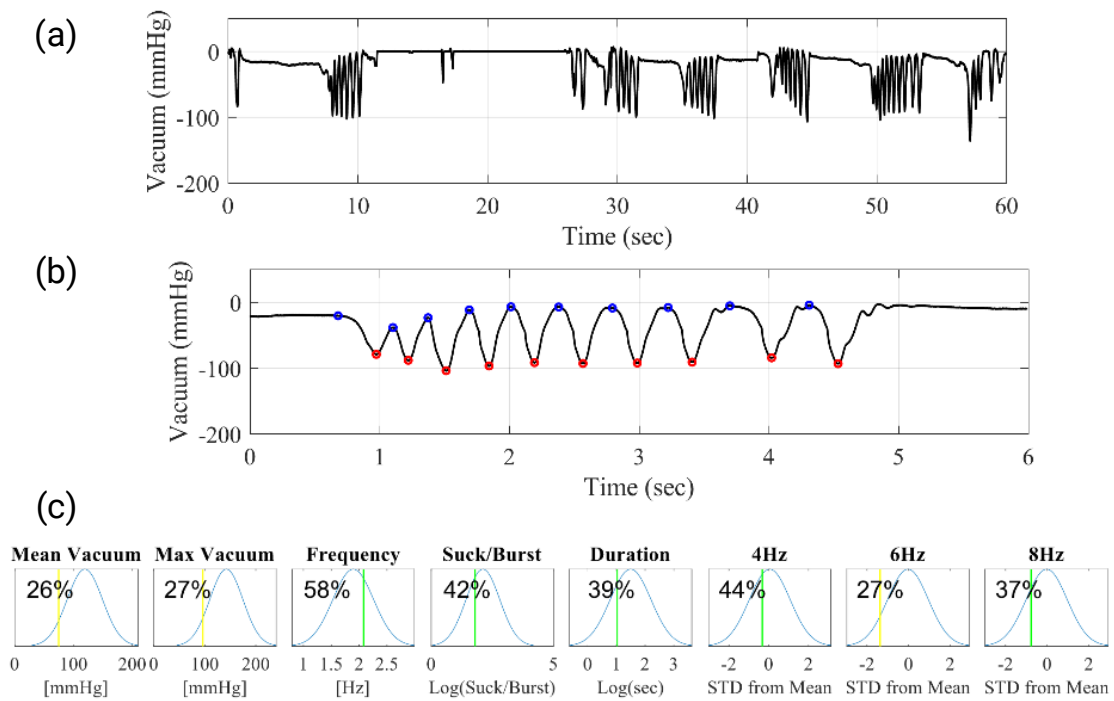 (a)
Vacuum (mmHg)
0
-100
-200
0 10 20 30 40 50 60
Time (sec)
(b)
Vacuum (mmHg)
0
-100
-200
0 1 2 3 4 5 6
Time (sec)
(c)
Mean Vacuum Max Vacuum Frequency Suck/Burst Duration 4Hz 6Hz 8Hz
26% 27% 58% 42% 39% 44% 27% 37%
0 100 200 0 100 200 1 1.5 2 2.5 0 5 0 1 2 3 -2 0 2 -2 0 2 -2 0 2
[mmHg] [mmHg] [Hz] Log(Suck/Burst) Log(sec) STD from Mean STD from Mean STD from Mean